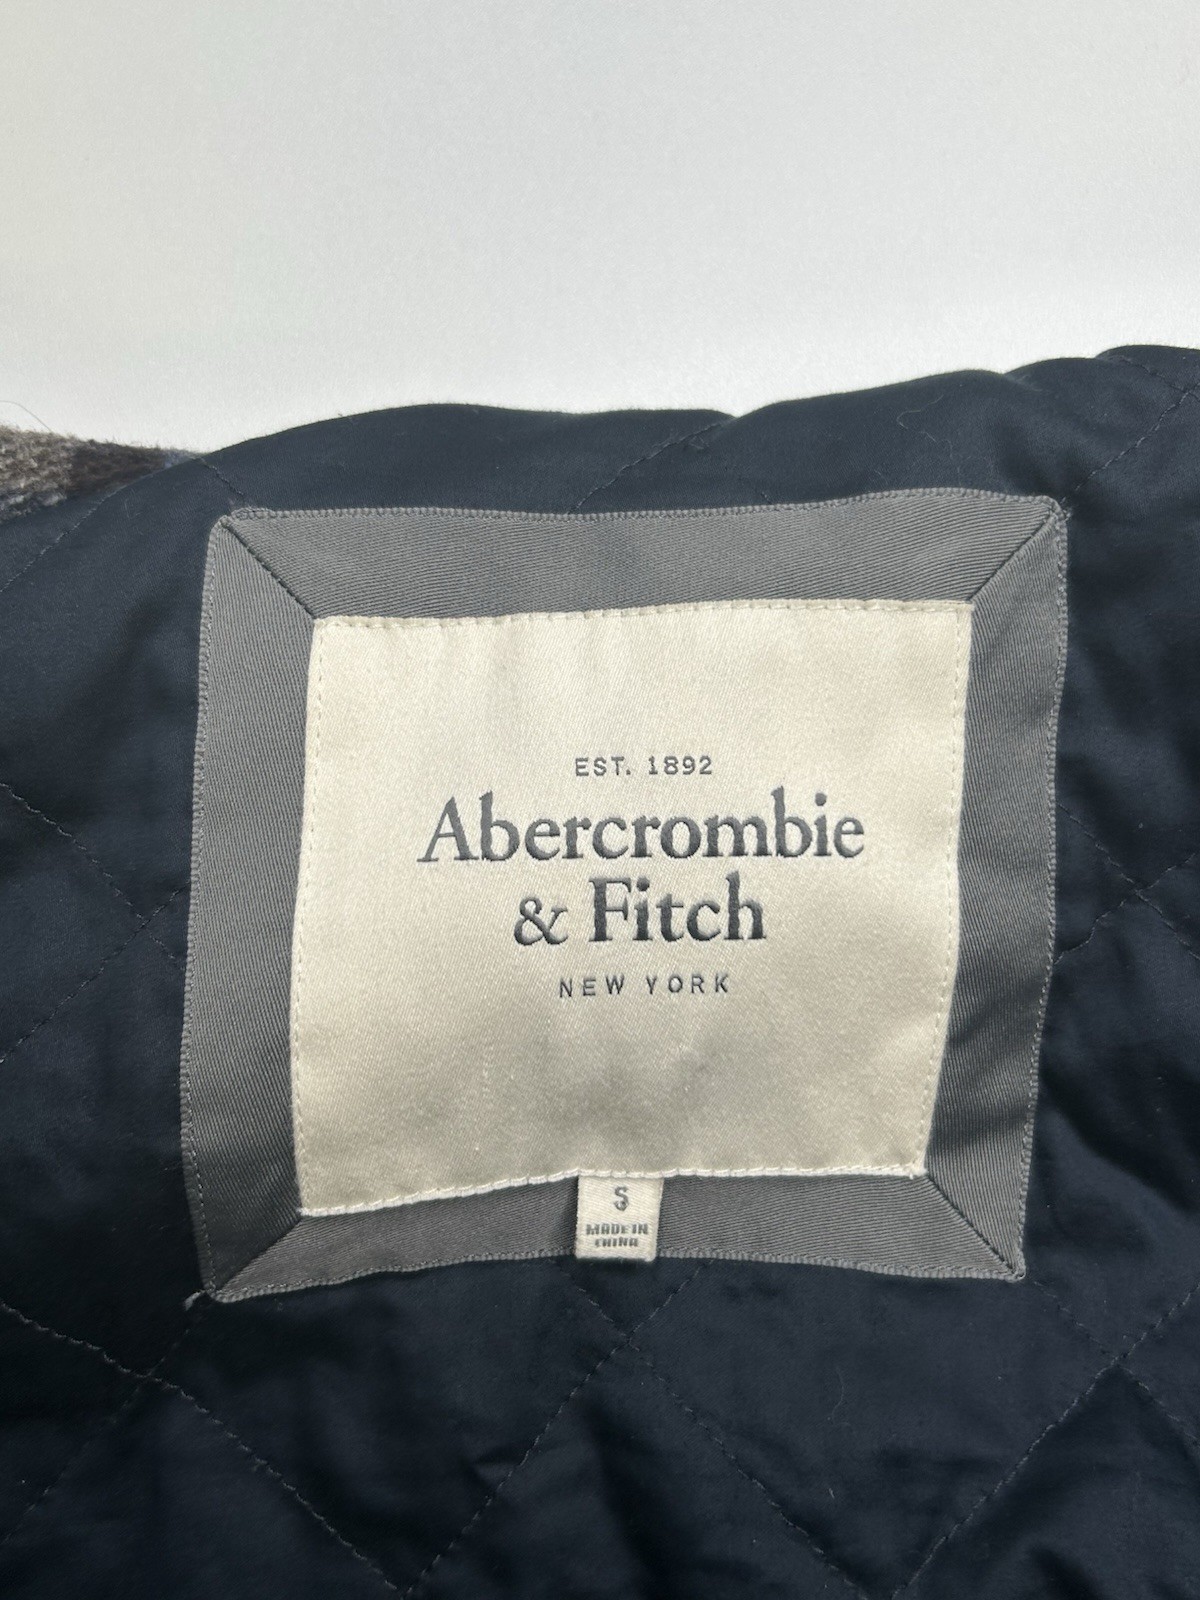 EST. 1892
Abercrombie
& Fitch
NEW YORK
S
MADE IN
CHINA